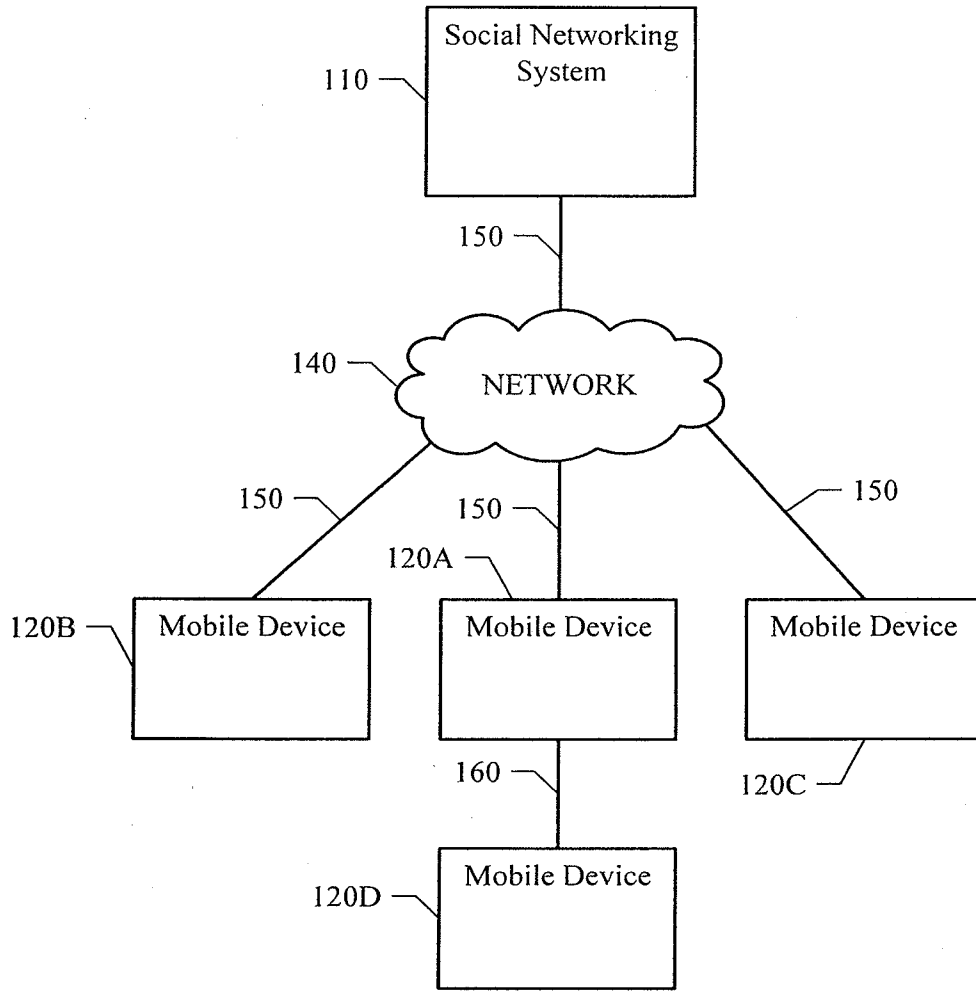 Social Networking
System
110
150
140
NETWORK
150
150
150
120A
120B
Mobile Device
Mobile Device
Mobile Device
160
120C
120D
Mobile Device